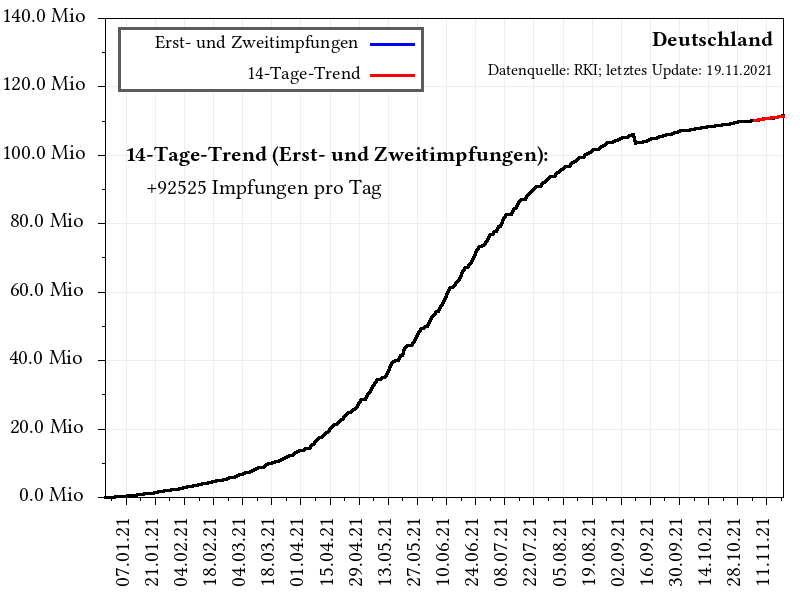 140.0 Mio
120.0 Mio
100.0 Mio
80.0 Mio
60.0 Mio
40.0 Mio
20.0 Mio
0.0 Mio
Erst- und Zweitimpfungen
14-Tage-Trend
Deutschland
Datenquelle: RKI; letztes Update: 19.11.2021
14-Tage-Trend (Erst- und Zweitimpfungen):
+92525 Impfungen pro Tag
07.01.21
21.01.21
04.02.21
18.02.21
04.03.21
18.03.21
01.04.21
15.04.21
29.04.21
13.05.21
27.05.21
10.06.21
24.06.21
08.07.21
22.07.21
05.08.21
19.08.21
02.09.21
16.09.21
30.09.21
14.10.21
28.10.21
11.11.21